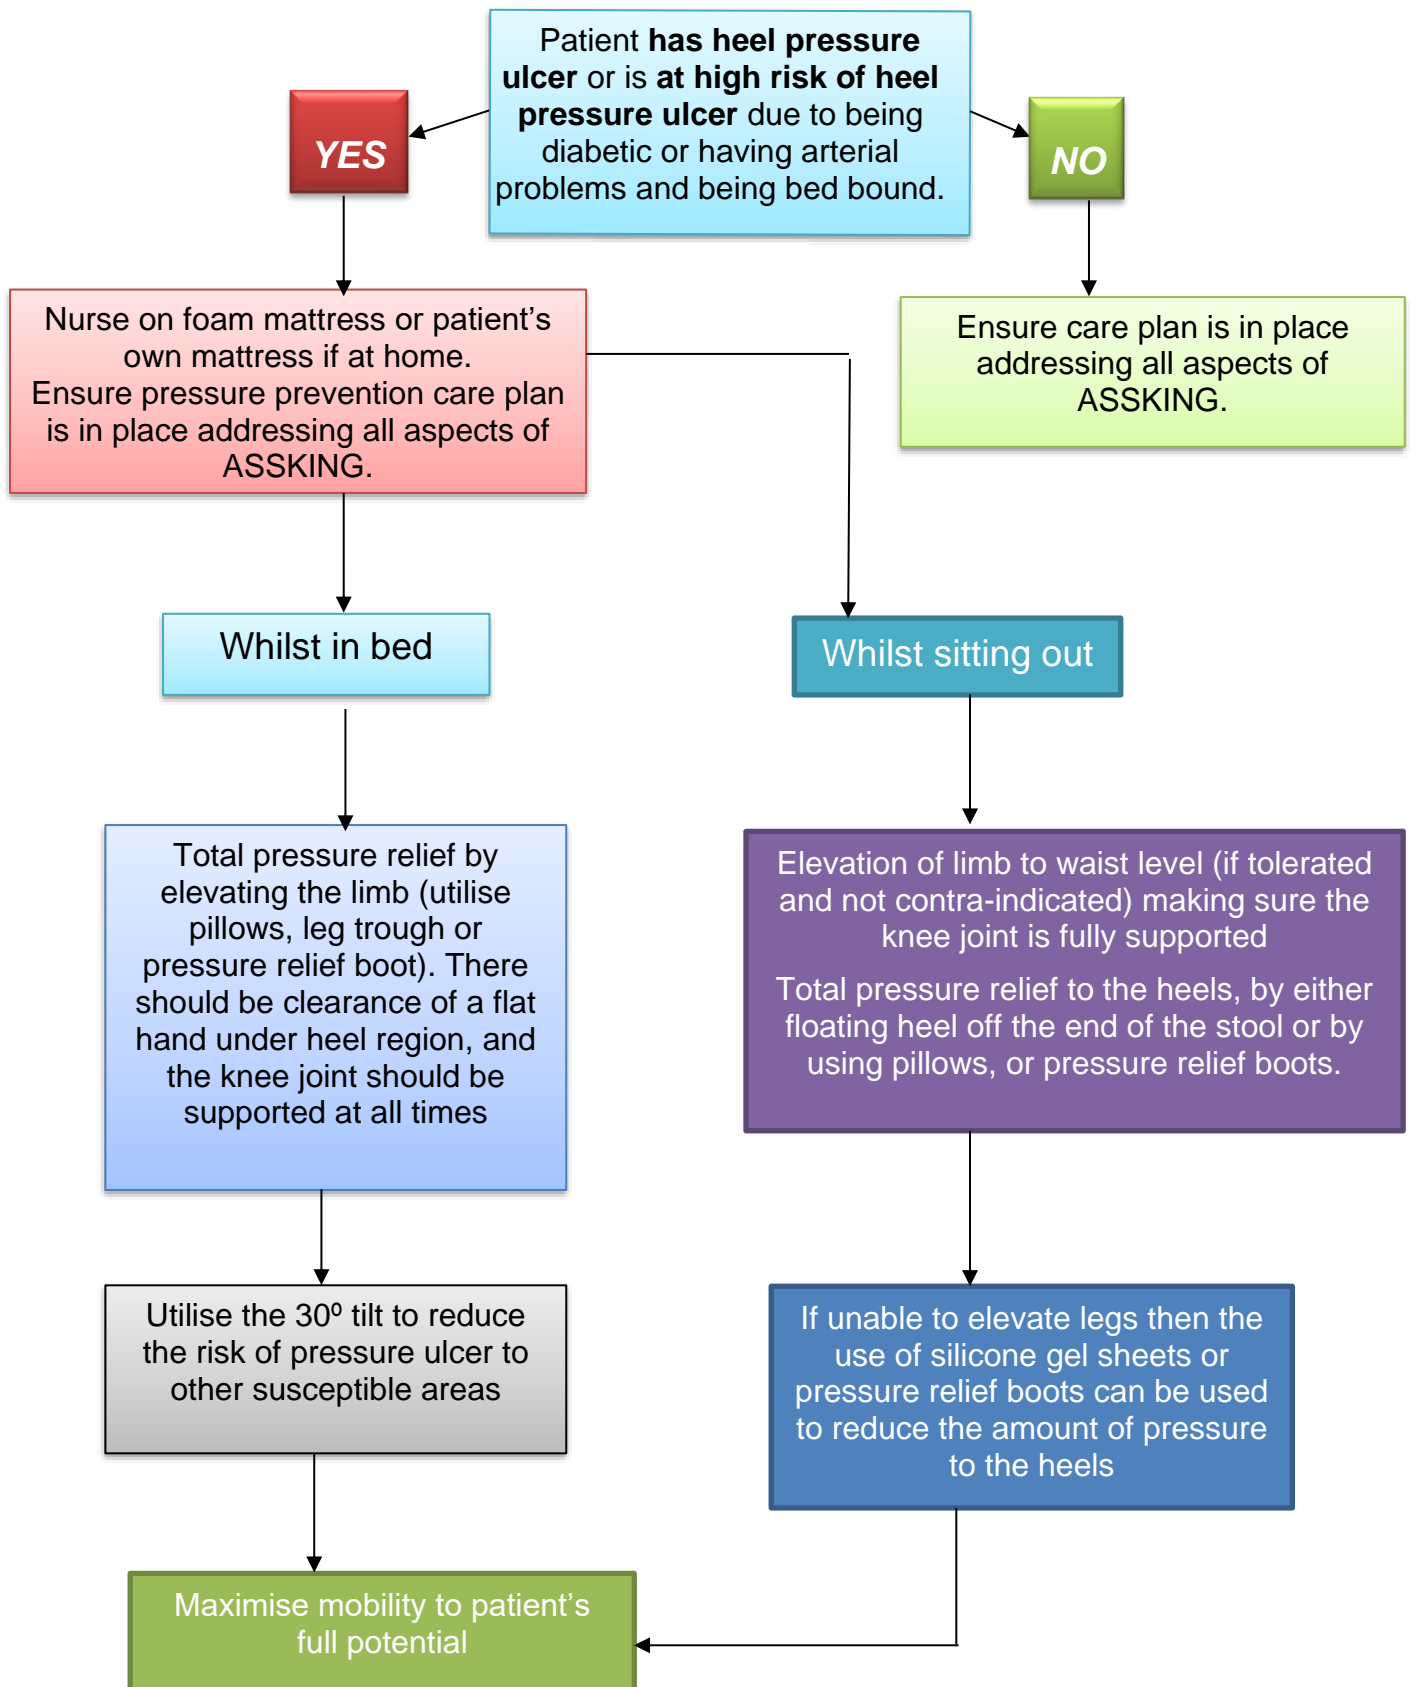 Patient has heel pressure
ulcer or is at high risk of heel
pressure ulcer due to being
diabetic or having arterial
problems and being bed bound.
YES
NO
Nurse on foam mattress or patient’s
own mattress if at home.
Ensure pressure prevention care plan
is in place addressing all aspects of
ASSKING.
Ensure care plan is in place
addressing all aspects of
ASSKING.
Whilst in bed
Whilst sitting out
Total pressure relief by
elevating the limb (utilise
pillows, leg trough or
pressure relief boot). There
should be clearance of a flat
hand under heel region, and
the knee joint should be
supported at all times
Elevation of limb to waist level (if tolerated
and not contra-indicated) making sure the
knee joint is fully supported
Total pressure relief to the heels, by either
floating heel off the end of the stool or by
using pillows, or pressure relief boots.
Utilise the 30º tilt to reduce
the risk of pressure ulcer to
other susceptible areas
If unable to elevate legs then the
use of silicone gel sheets or
pressure relief boots can be used
to reduce the amount of pressure
to the heels
Maximise mobility to patient’s
full potential